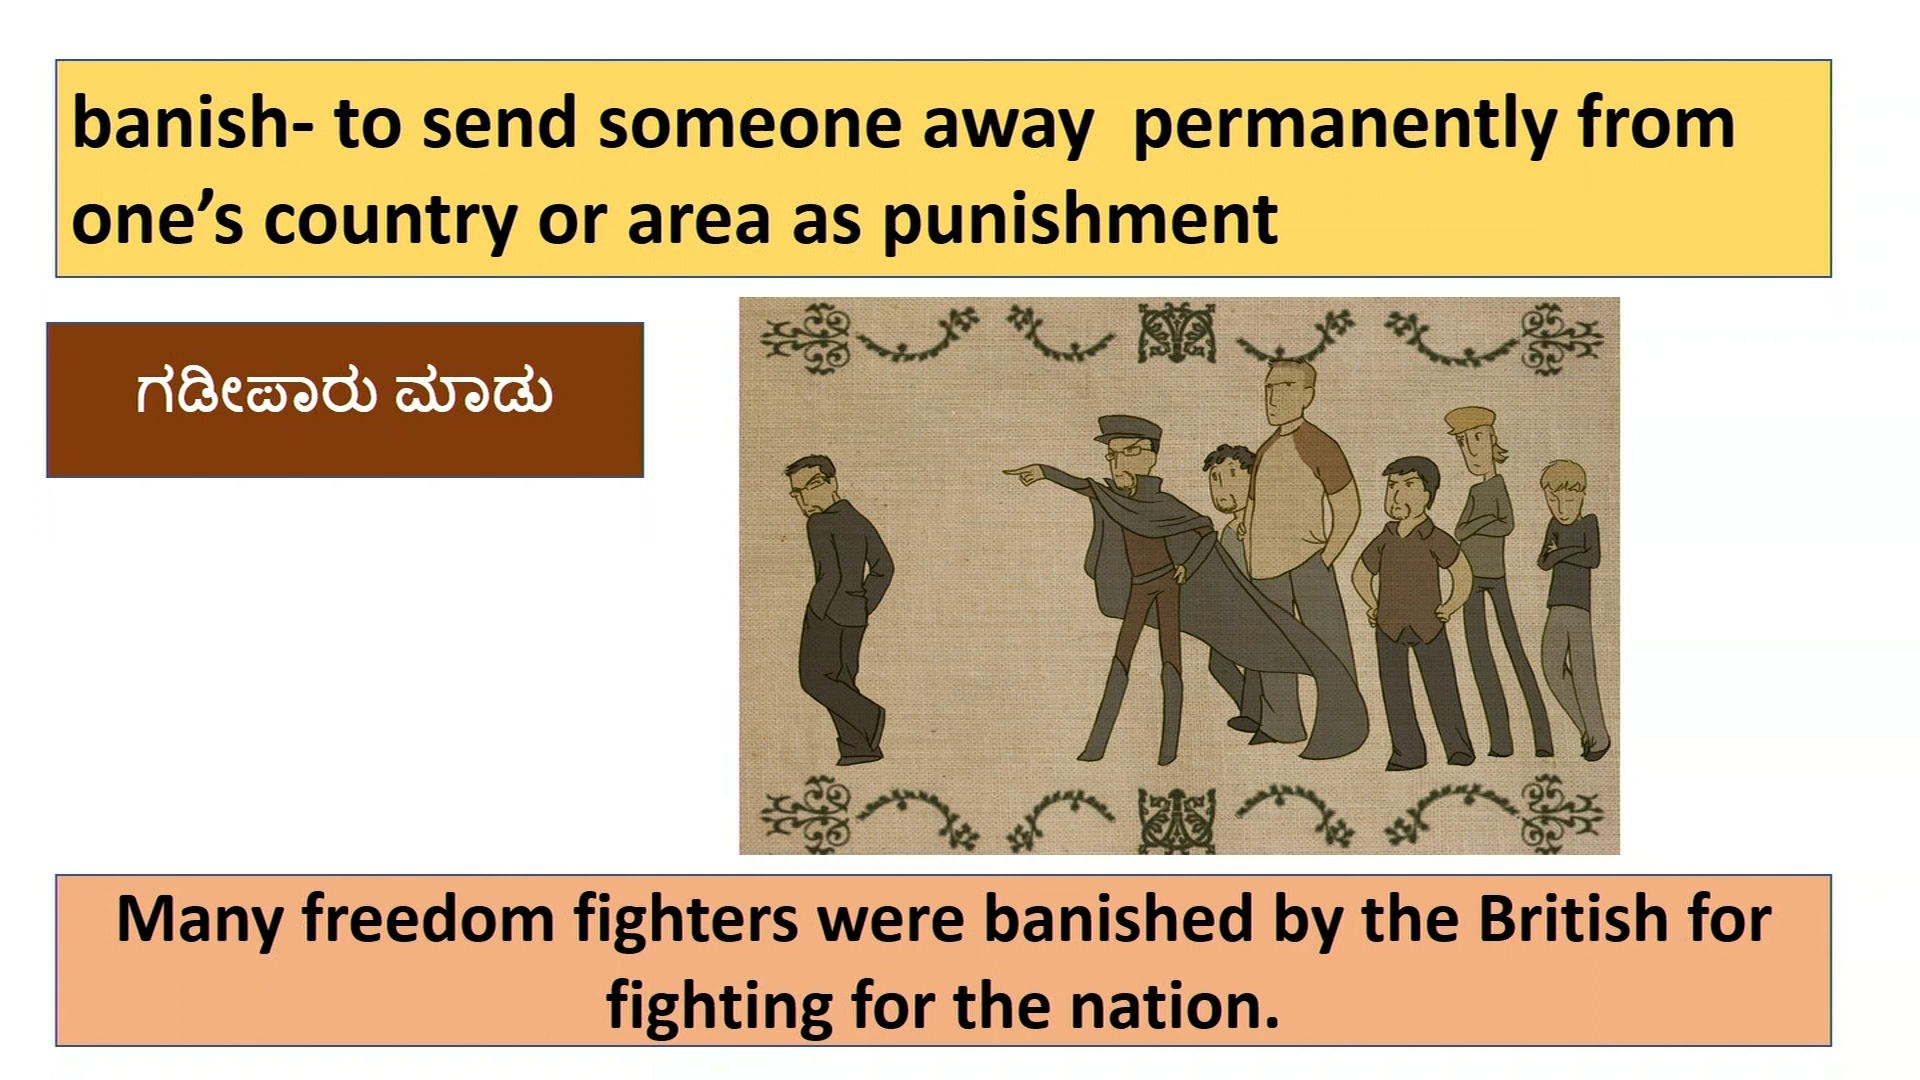 banish- to send someone away  permanently from
one’s country or area as punishment
ಗಡೀಪಾರು ಮಾಡು
Many freedom fighters were banished by the British for
fighting for the nation.